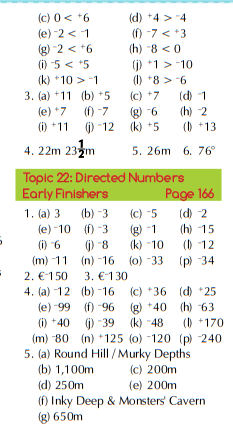 (c) 0 < ⁺6 (d) ⁺4 > ⁻4
(e) ⁻2 < ⁻1 (f) ⁻7 < ⁺3
(g) ⁻2 < ⁺6 (h) ⁻8 < 0
(i) ⁻5 < ⁺5 (j) ⁺1 > ⁻10
(k) ⁺10 > ⁻1 (l) ⁺8 > ⁻6
3. (a) ⁺11 (b) ⁺5 (c) ⁺7 (d) ⁻1
(e) ⁺7 (f) ⁻7 (g) ⁻6 (h) ⁻2
(i) ⁺11 (j) ⁻12 (k) ⁺5 (l) ⁺13
4. 22m 23½m 5. 26m 6. 76°
Topic 22: Directed Numbers
Early Finishers Page 166
1. (a) 3 (b) ⁻3 (c) ⁻5 (d) ⁻2
(e) ⁻10 (f) ⁻3 (g) ⁻1 (h) ⁻15
(i) ⁻6 (j) ⁻8 (k) ⁻10 (l) ⁻12
(m) ⁻11 (n) ⁻16 (o) ⁻33 (p) ⁻34
2. €⁻150 3. €⁻130
4. (a) ⁻12 (b) ⁻16 (c) ⁺36 (d) ⁺25
(e) ⁻99 (f) ⁻96 (g) ⁺40 (h) ⁻63
(i) ⁺40 (j) ⁻39 (k) ⁻48 (l) ⁺170
(m) ⁻80 (n) ⁺125 (o) ⁻120 (p) ⁻240
5. (a) Round Hill / Murky Depths
(b) 1,100m (c) 200m
(d) 250m (e) 200m
(f) Inky Deep & Monsters' Cavern
(g) 650m